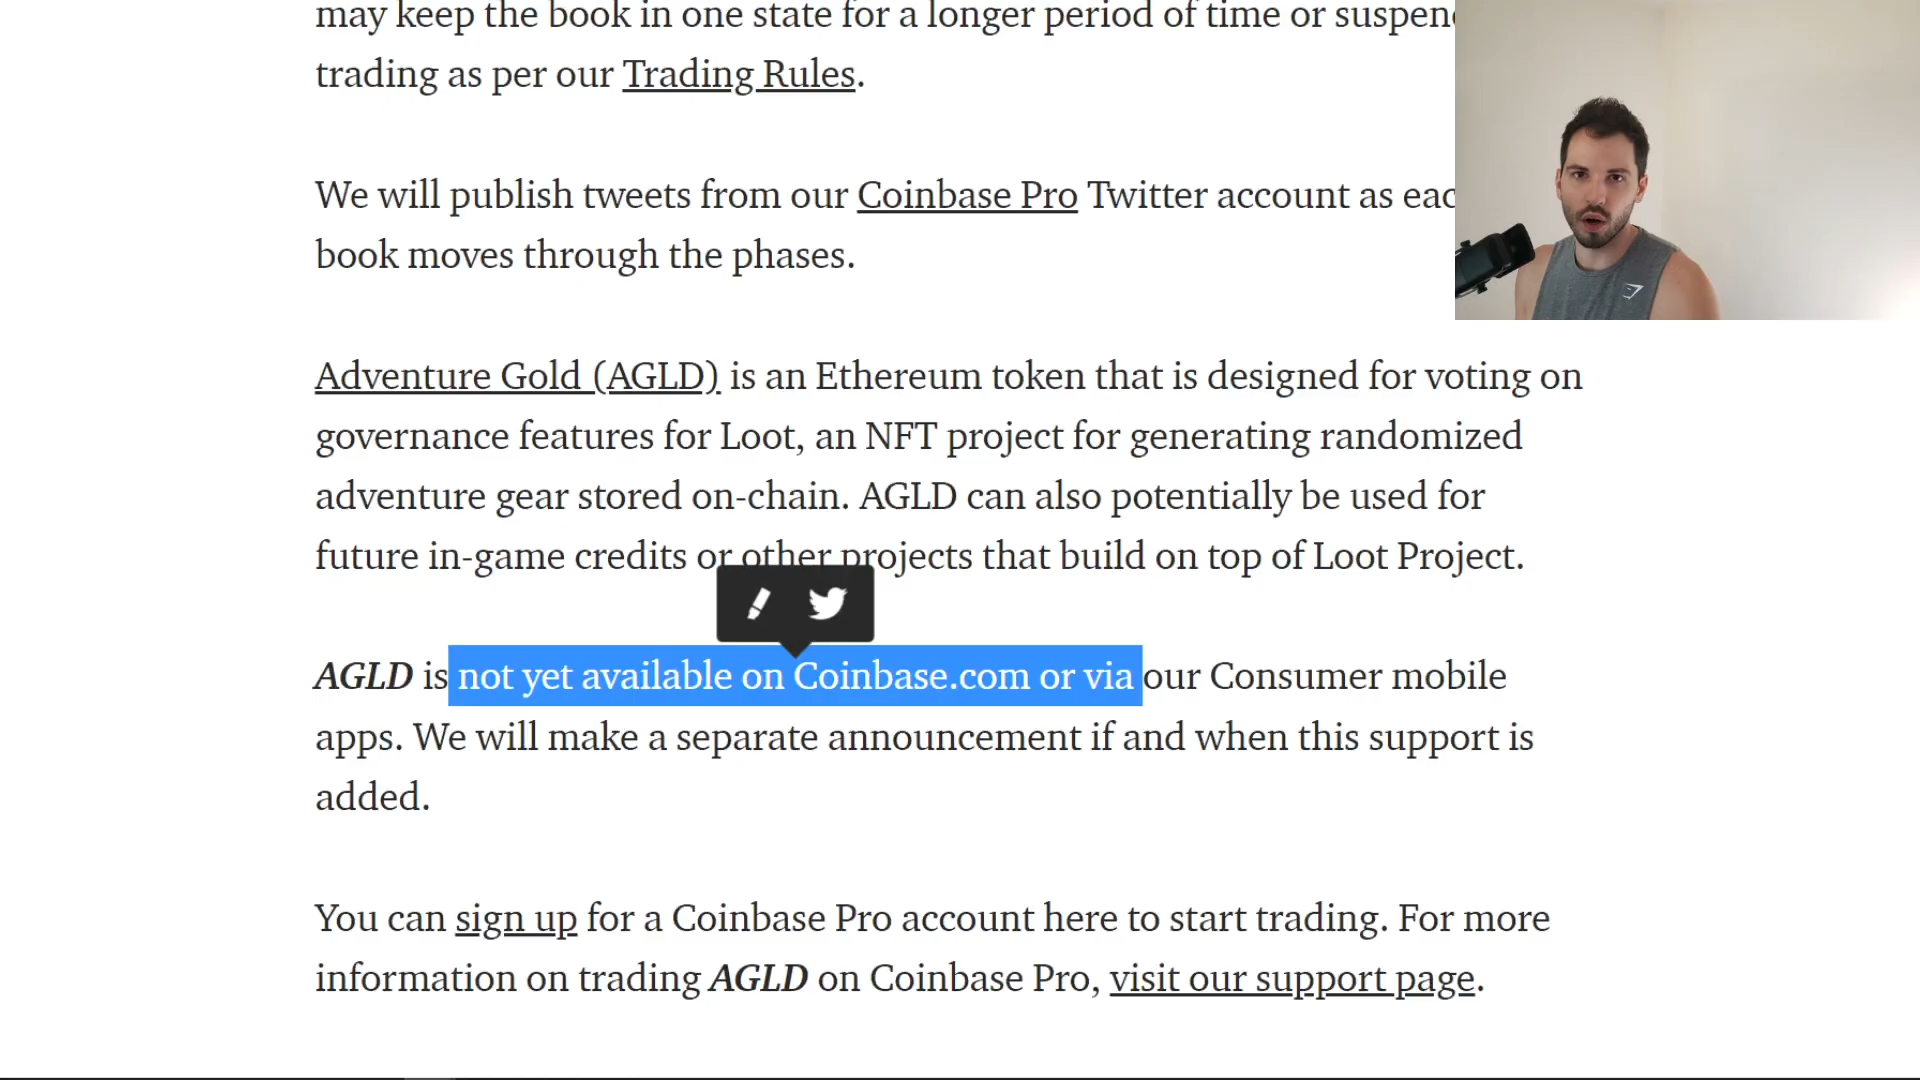 may keep the book in one state for a longer period of time or
trading as per our Trading Rules.
We will publish tweets from our Coinbase Pro Twitter account as
book moves through the phases.
Adventure Gold (AGLD) is an Ethereum token that is designed for voting on
governance features for Loot, an NFT project for generating randomized
adventure gear stored on-chain. AGLD can also potentially be used for
future in-game credits or other projects that build on top of Loot Project.
AGLD is not yet available on Coinbase.com or via our Consumer mobile
apps. We will make a separate announcement if and when this support is
added.
You can sign up for a Coinbase Pro account here to start trading. For more
information on trading AGLD on Coinbase Pro, visit our support page.